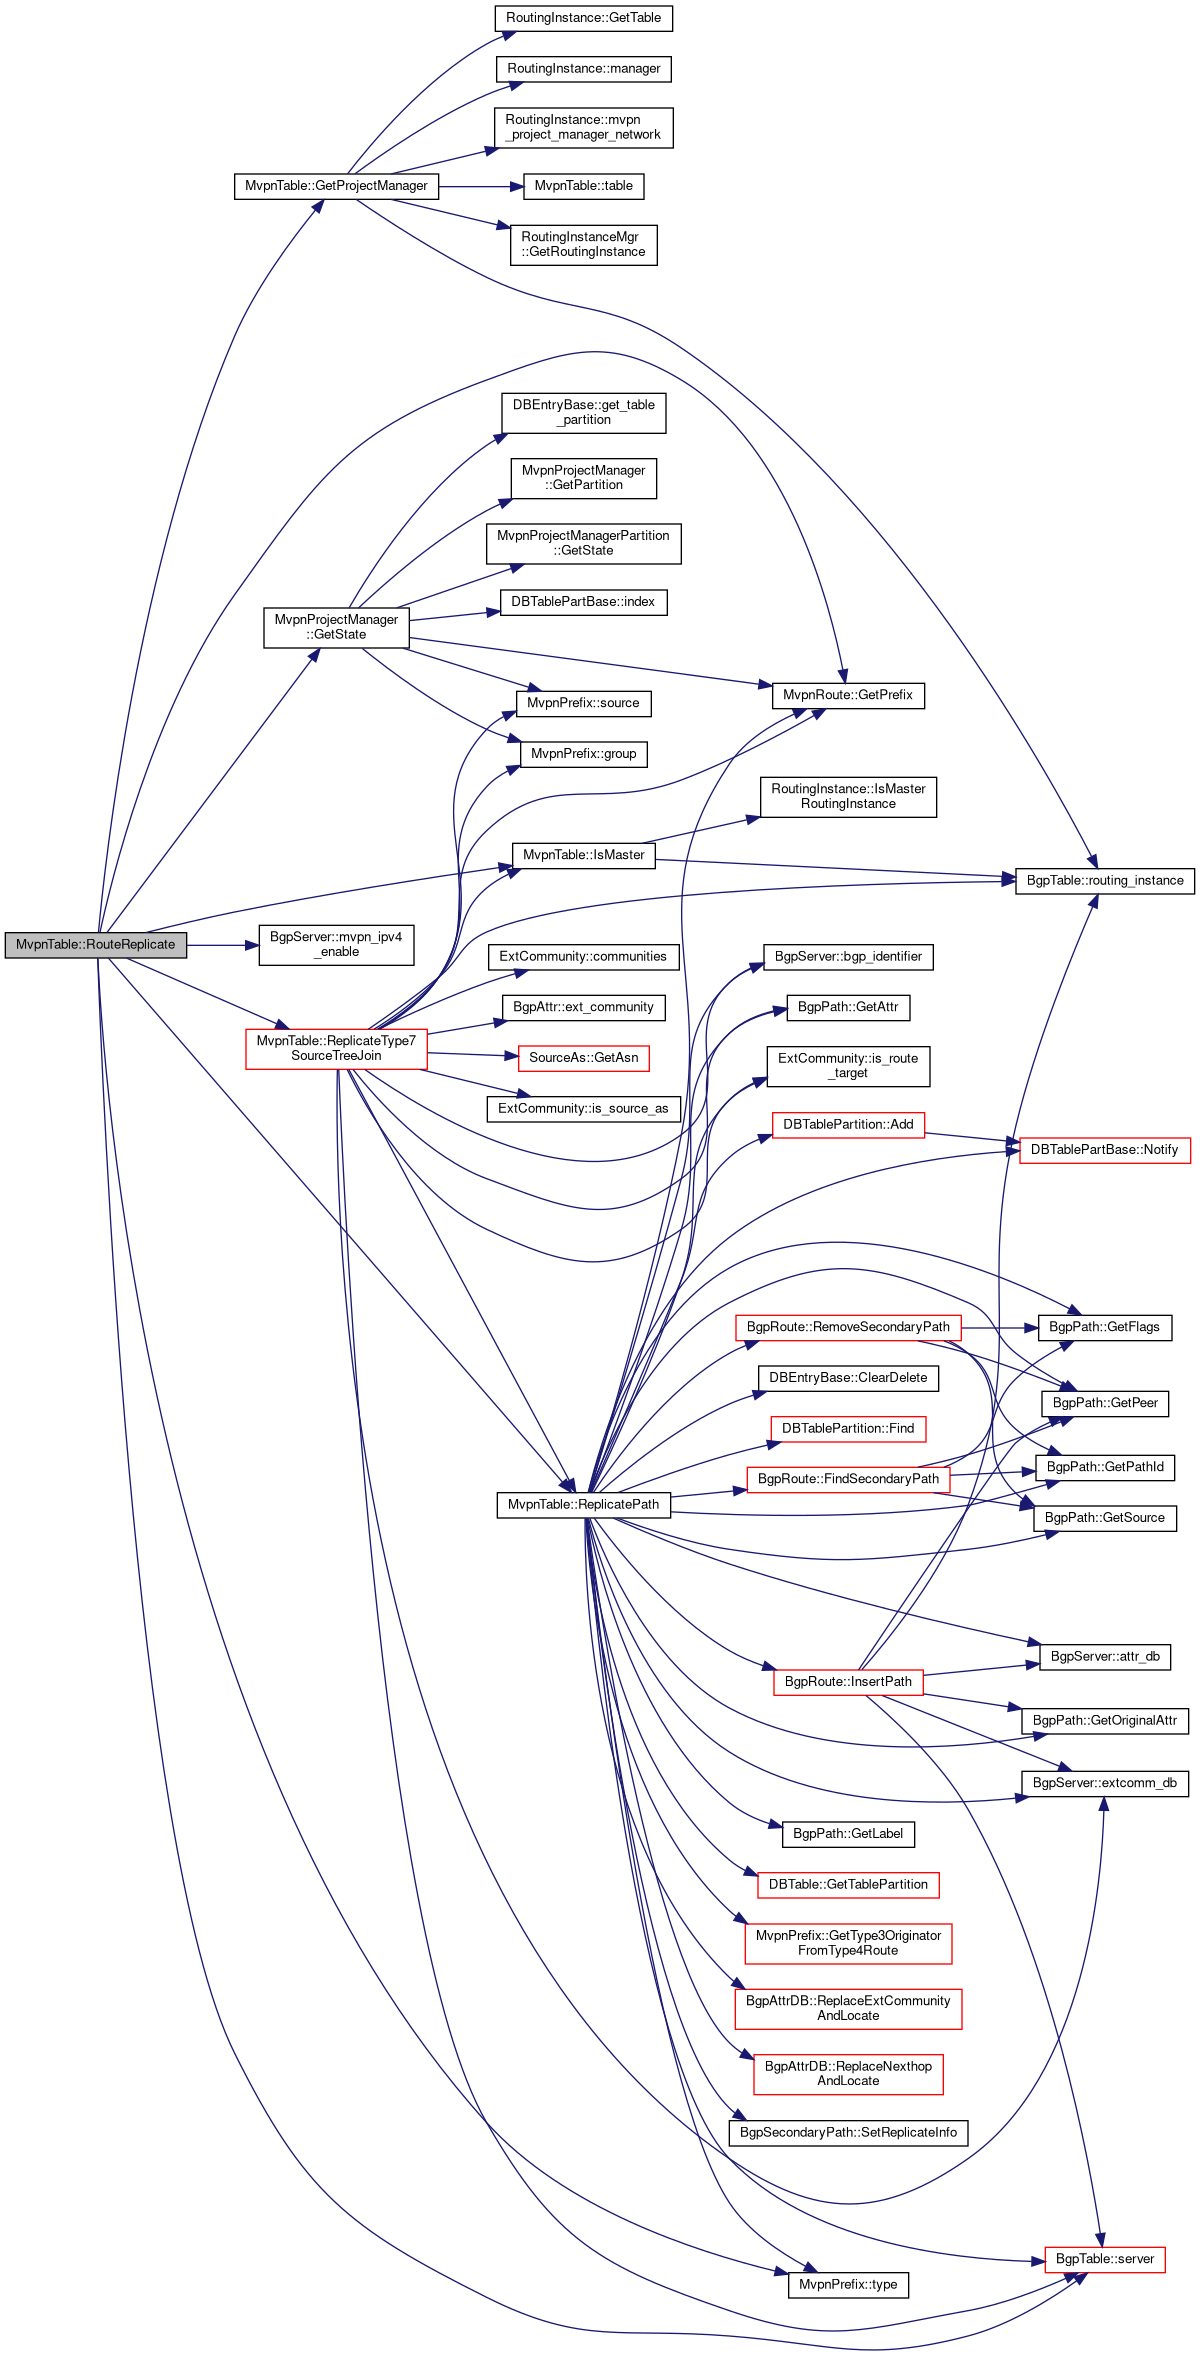 RoutingInstance::GetTable
RoutingInstance::manager
RoutingInstance::mvpn
_project_manager_network
MvpnTable::GetProjectManager
MvpnTable::table
RoutingInstanceMgr
::GetRoutingInstance
DBEntryBase::get_table
_partition
MvpnProjectManager
::GetPartition
MvpnProjectManagerPartition
::GetState
DBTablePartBase::index
MvpnProjectManager
::GetState
MvpnRoute::GetPrefix
MvpnPrefix::source
MvpnPrefix::group
RoutingInstance::IsMaster
RoutingInstance
MvpnTable::IsMaster
BgpTable::routing_instance
MvpnTable::RouteReplicate
BgpServer::mvpn_ipv4
_enable
ExtCommunity::communities
BgpServer::bgp_identifier
BgpAttr::ext_community
BgpPath::GetAttr
MvpnTable::ReplicateType7
SourceTreeJoin
SourceAs::GetAsn
ExtCommunity::is_route
_target
ExtCommunity::is_source_as
DBTablePartition::Add
DBTablePartBase::Notify
BgpRoute::RemoveSecondaryPath
BgpPath::GetFlags
DBEntryBase::ClearDelete
BgpPath::GetPeer
DBTablePartition::Find
BgpPath::GetPathId
BgpRoute::FindSecondaryPath
MvpnTable::ReplicatePath
BgpPath::GetSource
BgpServer::attr_db
BgpRoute::InsertPath
BgpPath::GetOriginalAttr
BgpServer::extcomm_db
BgpPath::GetLabel
DBTable::GetTablePartition
MvpnPrefix::GetType3Originator
FromType4Route
BgpAttrDB::ReplaceExtCommunity
AndLocate
BgpAttrDB::ReplaceNexthop
AndLocate
BgpSecondaryPath::SetReplicateInfo
BgpTable::server
MvpnPrefix::type